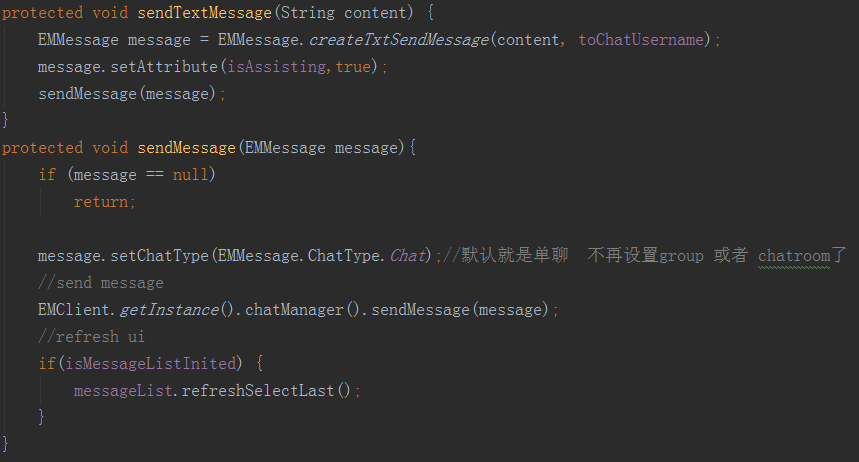 protected void sendTextMessage(String content) {
    EMMessage message = EMMessage.createTxtSendMessage(content, toChatUsername);
    message.setAttribute(isAssisting,true);
    sendMessage(message);
}
protected void sendMessage(EMMessage message){
    if (message == null)
        return;
    message.setChatType(EMMessage.ChatType.Chat);//默认就是单聊  不再设置group 或者 chatroom了
    //send message
    EMClient.getInstance().chatManager().sendMessage(message);
    //refresh ui
    if(isMessageListInited) {
        messageList.refreshSelectLast();
    }
}